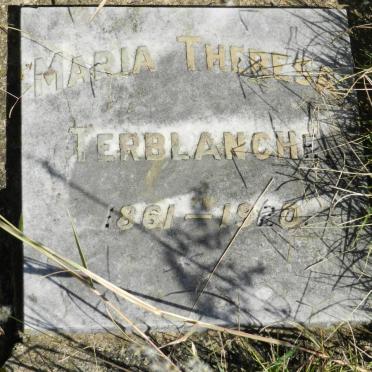 MARIA THERESA
TERBLANCHE
1861 — 1920